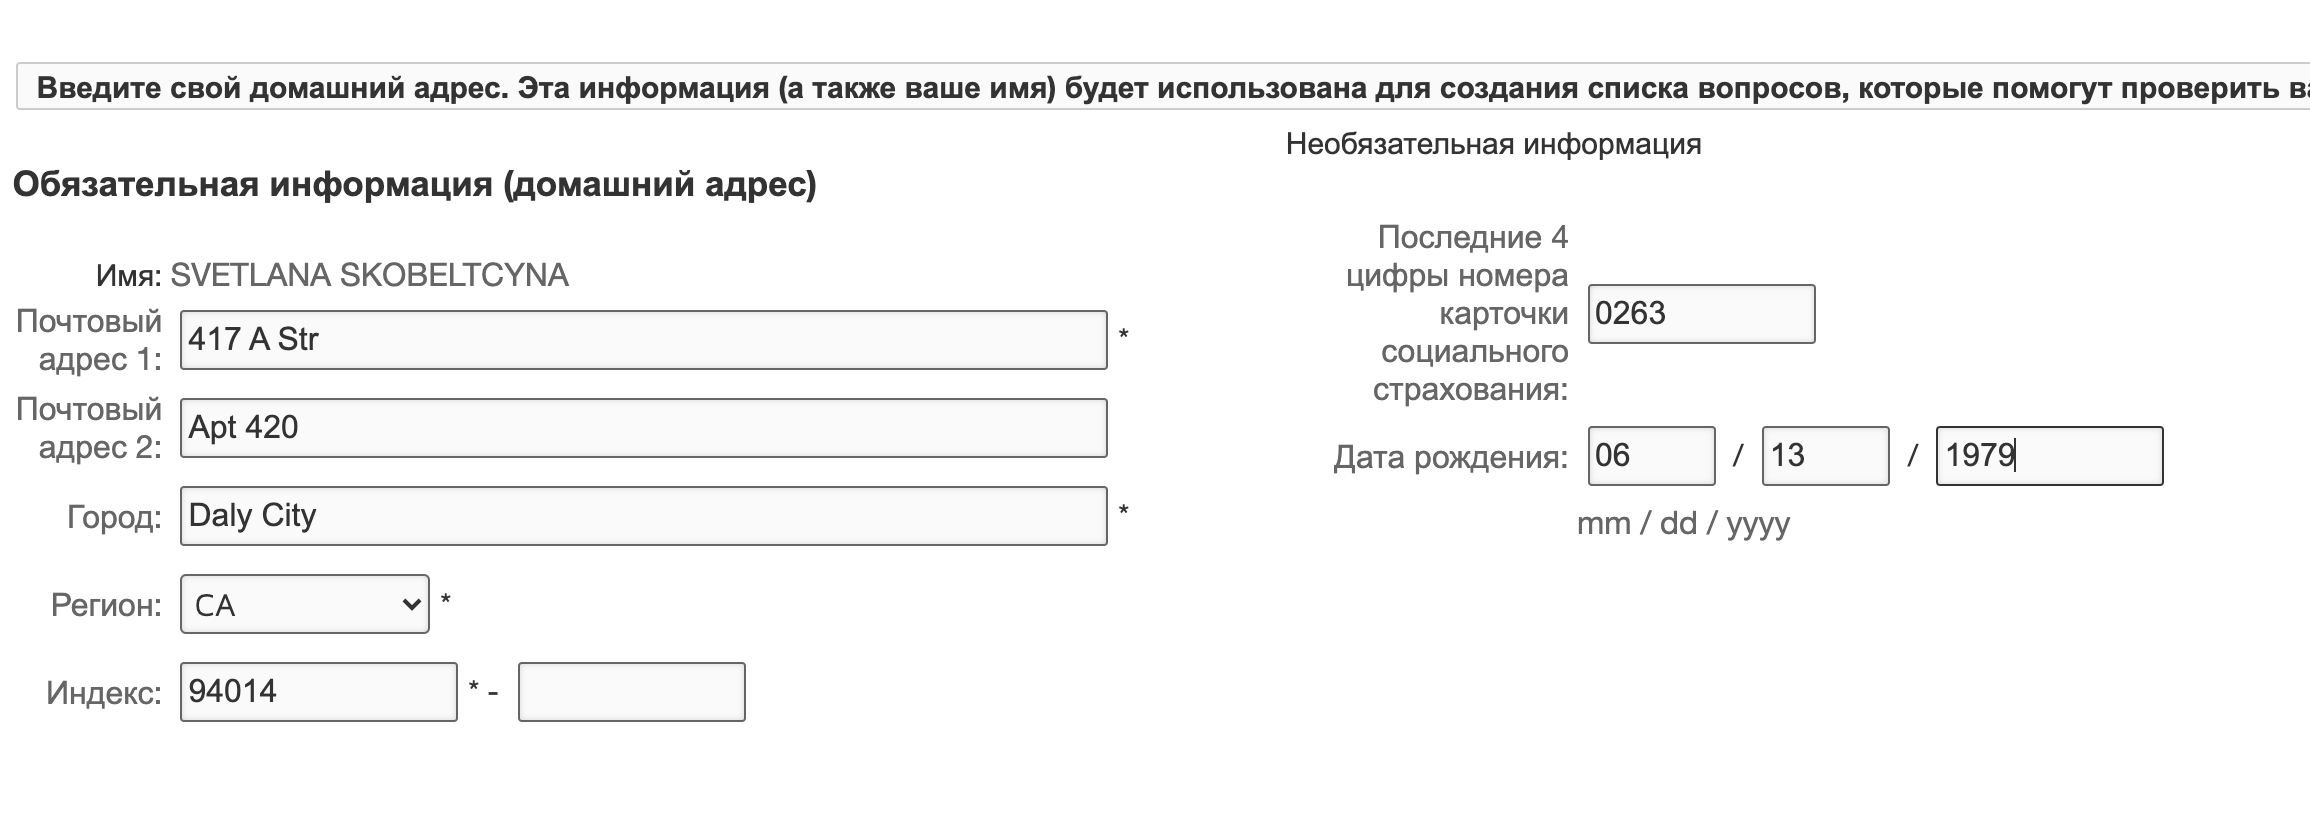 Введите свой домашний адрес. Эта информация (а также ваше имя) будет использована для создания списка вопросов, которые помогут проверить
Обязательная информация (домашний адрес)
Имя: SVETLANA SKOBELTCYNA
Почтовый
адрес 1:
417 A Str *
Почтовый
адрес 2:
Apt 420
Город: Daly City *
Регион: CA *
Индекс: 94014 * -
Необязательная информация
Последние 4
цифры номера
карточки
социального
страхования:
0263
Дата рождения: 06 / 13 / 1979
mm / dd / yyyy